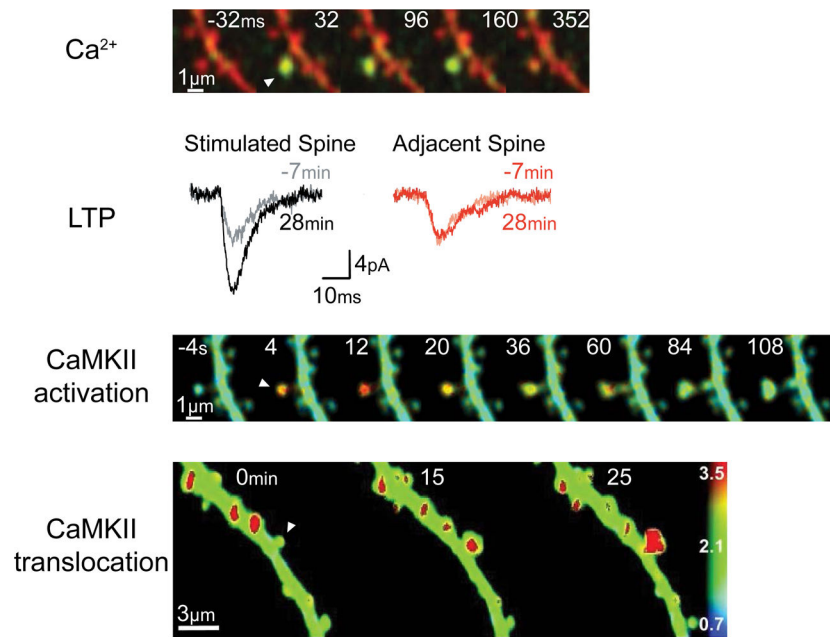 Ca²⁺
-32ms 32 96 160 352
1µm
Stimulated Spine Adjacent Spine
-7min -7min
LTP
28min 28min
4pA
10ms
CaMKII
activation
-4s 4 12 20 36 60 84 108
1µm
CaMKII
translocation
0min 15 25
3.5
2.1
0.7
3µm